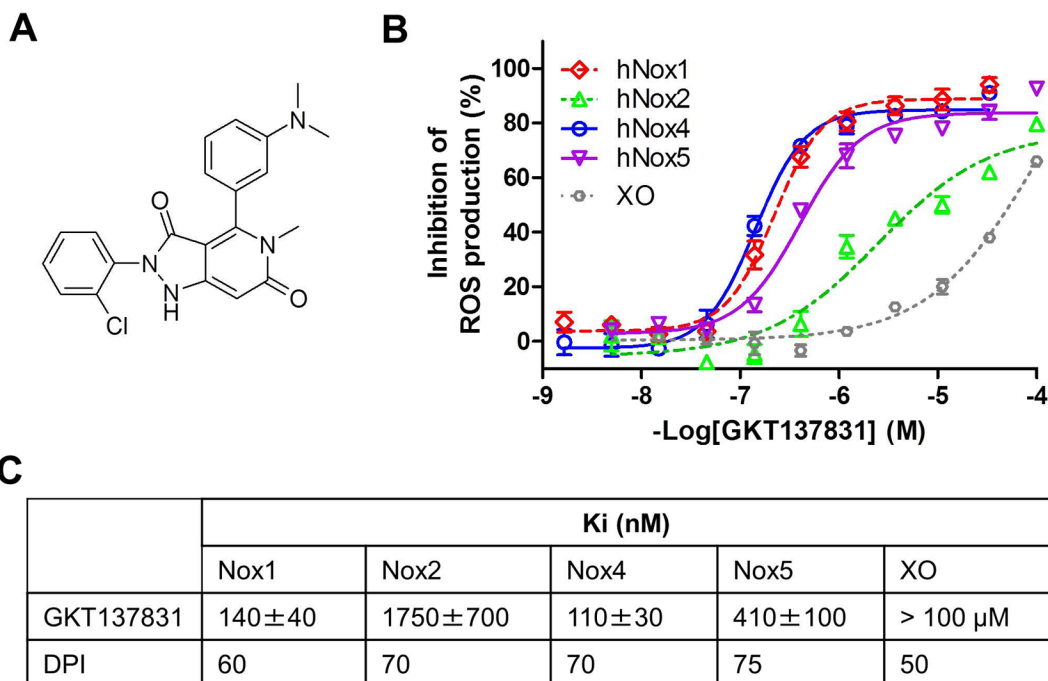 A
N
O
N
N
N
H
O
Cl
B
Inhibition of
ROS production (%)
100
80
60
40
20
0
hNox1
hNox2
hNox4
hNox5
XO
-9 -8 -7 -6 -5 -4
-Log[GKT137831] (M)
C
Ki (nM)
Nox1 Nox2 Nox4 Nox5 XO
GKT137831 140±40 1750±700 110±30 410±100 > 100 µM
DPI 60 70 70 75 50